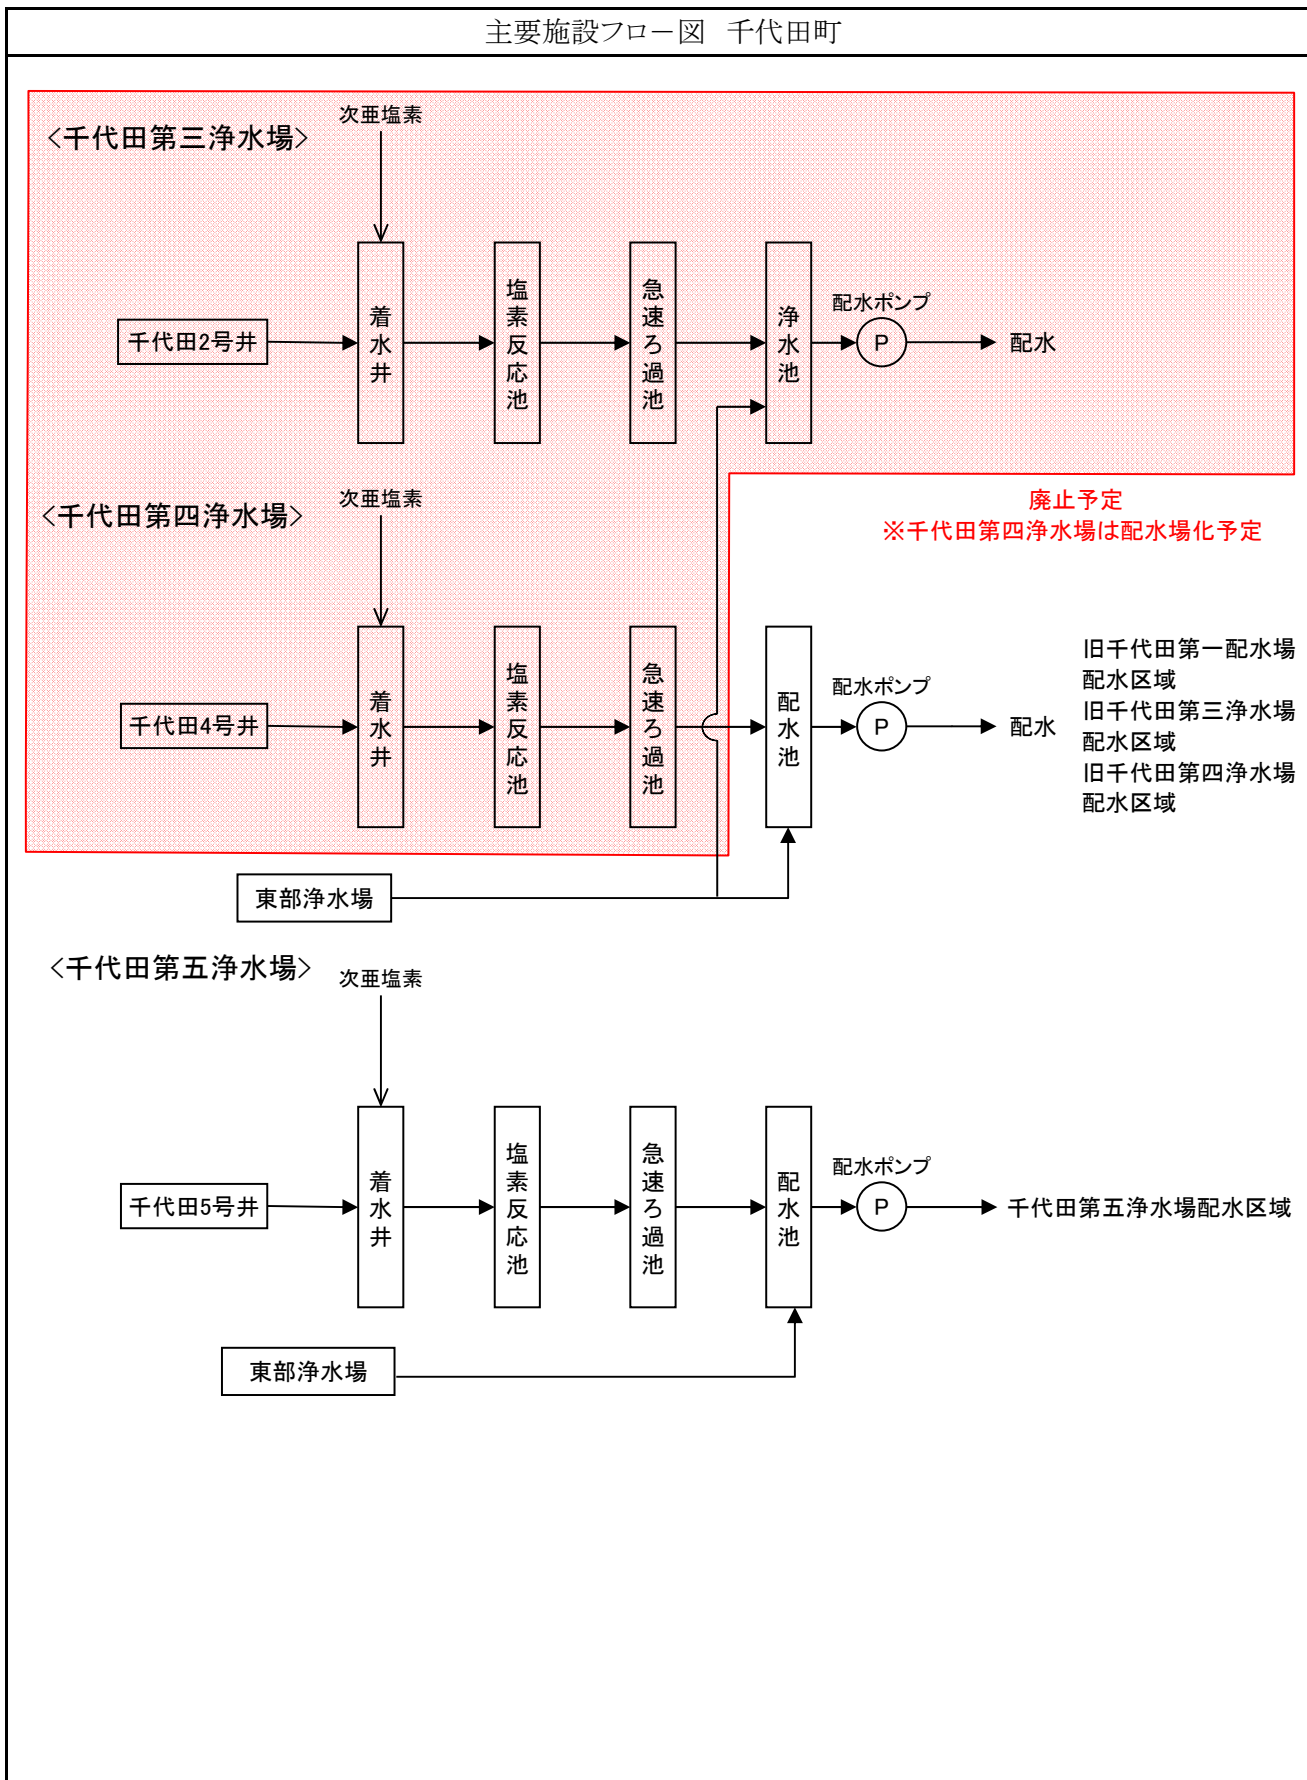 主要施設フロー図　千代田町
<千代田第三浄水場>
次亜塩素
千代田2号井
着水井
塩素反応池
急速ろ過池
浄水池
配水ポンプ
P
配水
廃止予定
※千代田第四浄水場は配水場化予定
<千代田第四浄水場>
次亜塩素
千代田4号井
着水井
塩素反応池
急速ろ過池
配水池
配水ポンプ
P
配水
旧千代田第一配水場
配水区域
旧千代田第三浄水場
配水区域
旧千代田第四浄水場
配水区域
東部浄水場
<千代田第五浄水場>
次亜塩素
千代田5号井
着水井
塩素反応池
急速ろ過池
配水池
配水ポンプ
P
千代田第五浄水場配水区域
東部浄水場